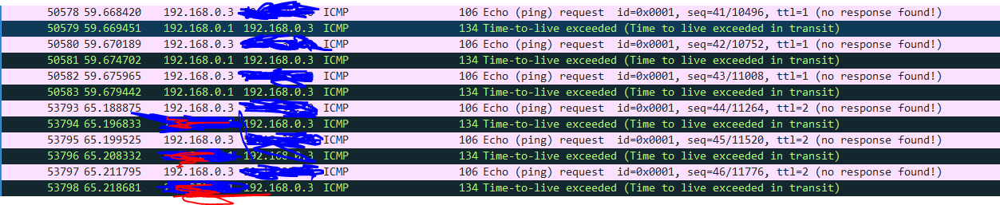 50578 59.668420 192.168.0.3 ICMP 106 Echo (ping) request id=0x0001, seq=41/10496, ttl=1 (no response found!)
50579 59.669451 192.168.0.1 192.168.0.3 ICMP 134 Time-to-live exceeded (Time to live exceeded in transit)
50580 59.670189 192.168.0.3 ICMP 106 Echo (ping) request id=0x0001, seq=42/10752, ttl=1 (no response found!)
50581 59.674702 192.168.0.1 192.168.0.3 ICMP 134 Time-to-live exceeded (Time to live exceeded in transit)
50582 59.675965 192.168.0.3 ICMP 106 Echo (ping) request id=0x0001, seq=43/11008, ttl=1 (no response found!)
50583 59.679442 192.168.0.1 192.168.0.3 ICMP 134 Time-to-live exceeded (Time to live exceeded in transit)
53793 65.188875 192.168.0.3 ICMP 106 Echo (ping) request id=0x0001, seq=44/11264, ttl=2 (no response found!)
53794 65.196833 192.168.0.3 ICMP 134 Time-to-live exceeded (Time to live exceeded in transit)
53795 65.199525 192.168.0.3 ICMP 106 Echo (ping) request id=0x0001, seq=45/11520, ttl=2 (no response found!)
53796 65.208332 192.168.0.3 ICMP 134 Time-to-live exceeded (Time to live exceeded in transit)
53797 65.211795 192.168.0.3 ICMP 106 Echo (ping) request id=0x0001, seq=46/11776, ttl=2 (no response found!)
53798 65.218681 192.168.0.3 ICMP 134 Time-to-live exceeded (Time to live exceeded in transit)